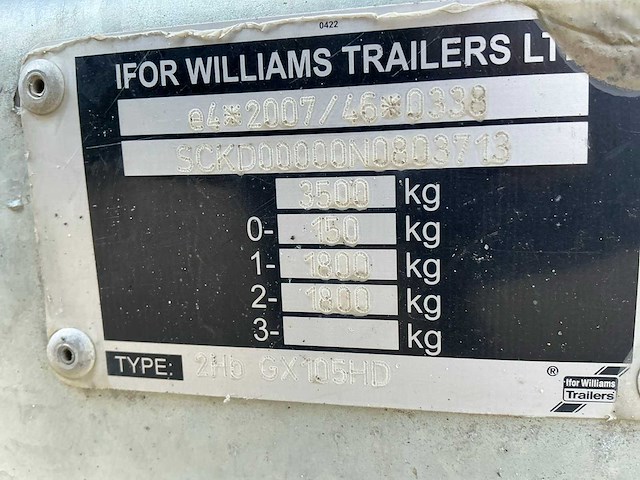 0422
IFOR WILLIAMS TRAILERS LT
e4*2007/46*0338
SCKD00000N0803713
3500 kg
0- 150 kg
1- 1800 kg
2- 1800 kg
3- kg
TYPE: 2Hb GX105HD
®
Ifor Williams
Trailers